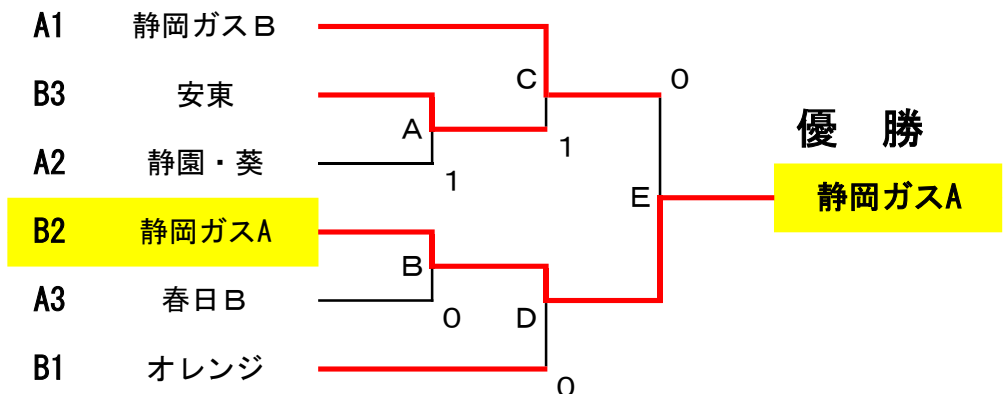 A1 静岡ガスB
C 0
B3 安東
A 1
優 勝
A2 静園・葵
1
E 静岡ガスA
B2 静岡ガスA
B
A3 春日B
0 D
B1 オレンジ
0